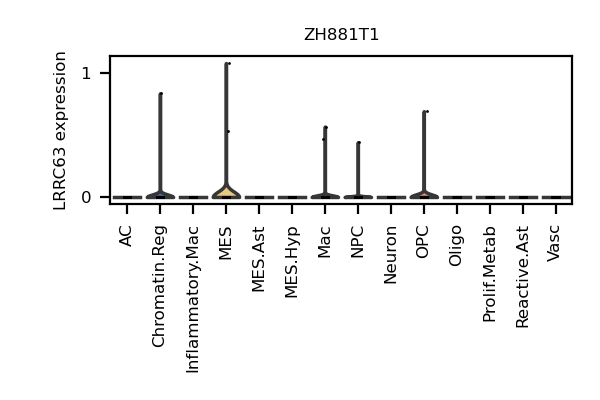 ZH881T1
LRRC63 expression
1
0
AC
Chromatin.Reg
Inflammatory.Mac
MES
MES.Ast
MES.Hyp
Mac
NPC
Neuron
OPC
Oligo
Prolif.Metab
Reactive.Ast
Vasc